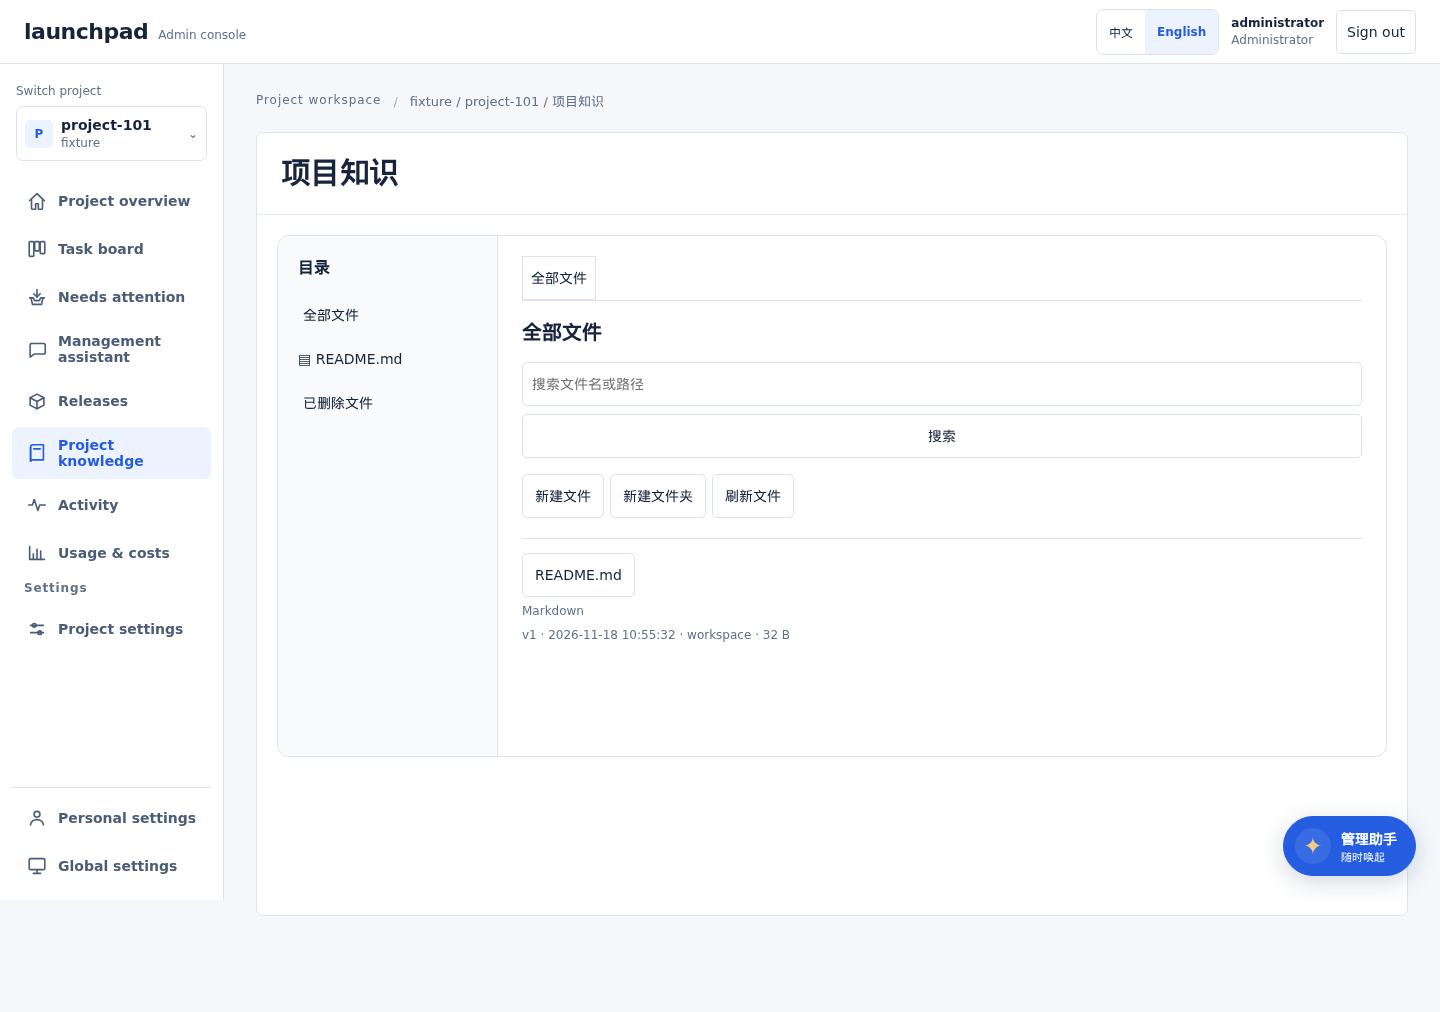 launchpad Admin console
中文 English
administrator
Administrator
Sign out
Switch project
P project-101
fixture
Project overview
Task board
Needs attention
Management
assistant
Releases
Project
knowledge
Activity
Usage & costs
Settings
Project settings
Personal settings
Global settings
Project workspace / fixture / project-101 / 项目知识
项目知识
目录
全部文件
README.md
已删除文件
全部文件
全部文件
搜索文件名或路径
搜索
新建文件 新建文件夹 刷新文件
README.md
Markdown
v1 · 2026-11-18 10:55:32 · workspace · 32 B
管理助手
随时唤起